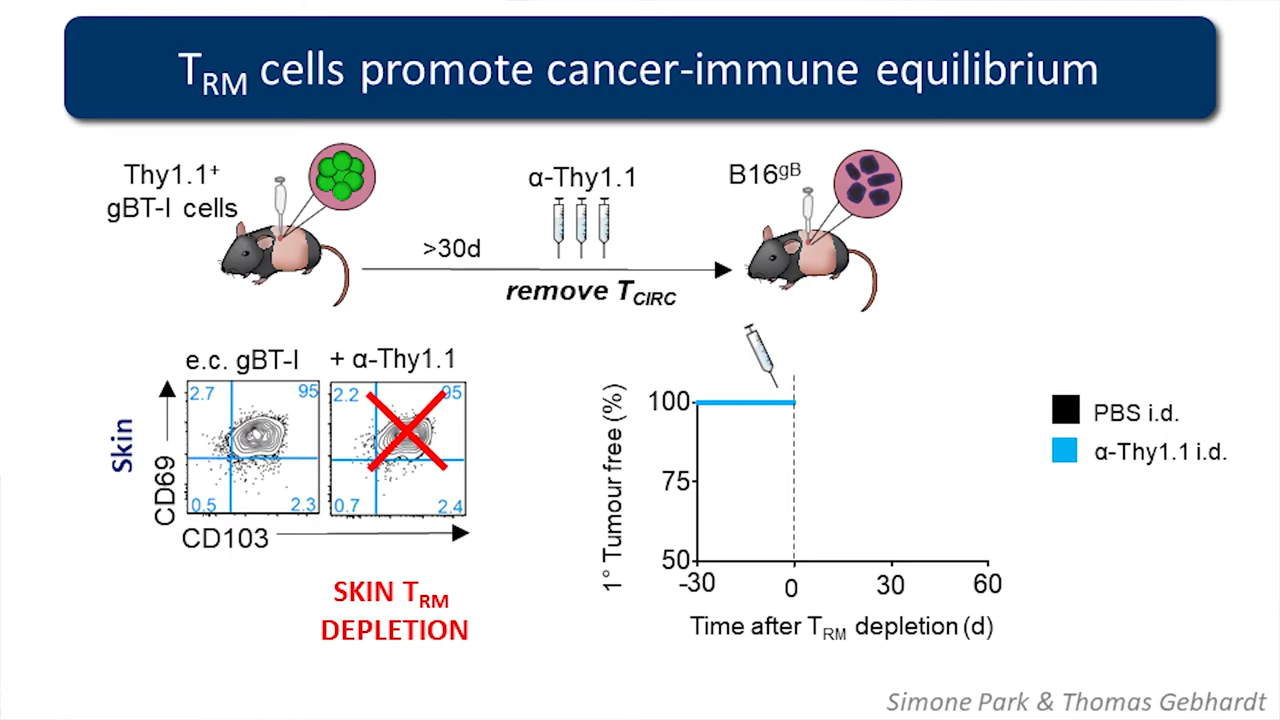 TRM cells promote cancer-immune equilibrium
Thy1.1+
gBT-I cells
>30d
α-Thy1.1
remove TCIRC
B16gB
e.c. gBT-I
+ α-Thy1.1
2.7
95
0.5
2.3
2.2
95
0.7
2.4
Skin
CD69
CD103
SKIN TRM
DEPLETION
1° Tumour free (%)
100
75
50
-30
0
30
60
Time after TRM depletion (d)
PBS i.d.
α-Thy1.1 i.d.
Simone Park & Thomas Gebhardt